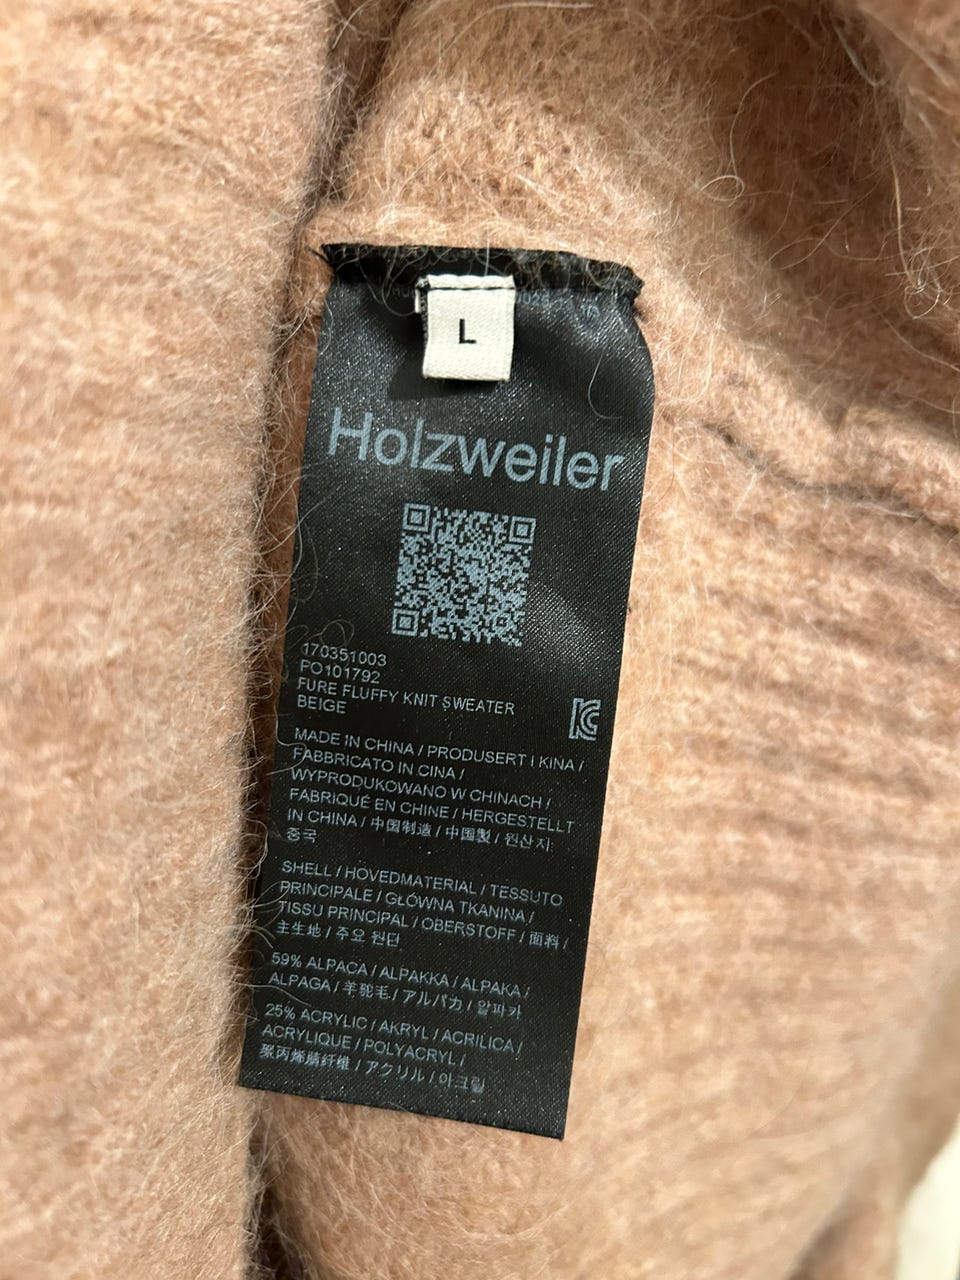 L
Holzweiler
170351003
PO101792
FURE FLUFFY KNIT SWEATER
BEIGE
MADE IN CHINA / PRODUSERT I KINA /
FABBRICATO IN CINA /
WYPRODUKOWANO W CHINACH /
FABRIQUÉ EN CHINE / HERGESTELLT
IN CHINA / 中国制造 / 中国製 / 원산지:
중국
SHELL / HOVEDMATERIAL / TESSUTO
PRINCIPALE / GŁÓWNA TKANINA /
TISSU PRINCIPAL / OBERSTOFF / 面料 /
主生地 / 주요 원단
59% ALPACA / ALPAKKA / ALPAKA /
ALPAGA / 羊驼毛 / アルパカ / 알파카
25% ACRYLIC / AKRYL / ACRILICA /
ACRYLIQUE / POLYACRYL /
聚丙烯腈纤维 / アクリル / 아크릴